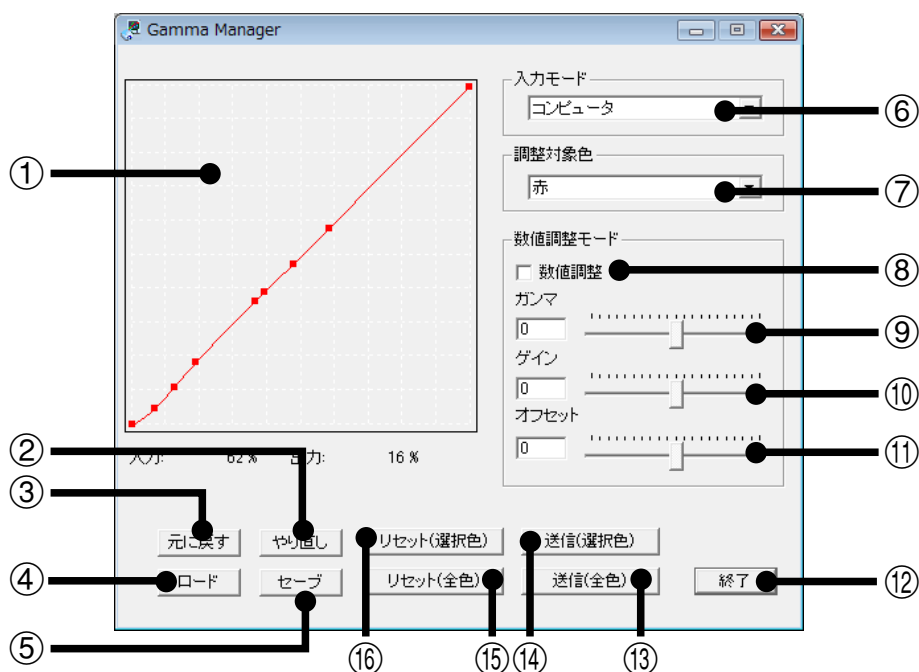 Gamma Manager
入力モード
コンピュータ
⑥
調整対象色
①
赤
⑦
数値調整モード
数値調整
⑧
ガンマ
0
⑨
ゲイン
0
⑩
オフセット
0
⑪
②
入力: 62 % 出力: 16 %
③
元に戻す やり直し リセット(選択色) 送信(選択色)
④
ロード セーブ リセット(全色) 送信(全色) 終了
⑫
⑤
⑯ ⑮ ⑭ ⑬